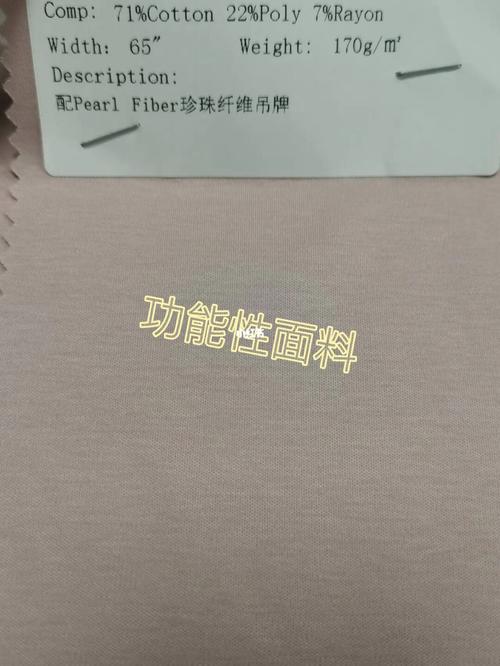 Comp: 71%Cotton 22%Poly 7%Rayon
Width: 65" Weight: 170g/㎡
Description:
配Pearl Fiber珍珠纤维吊牌
功能性面料